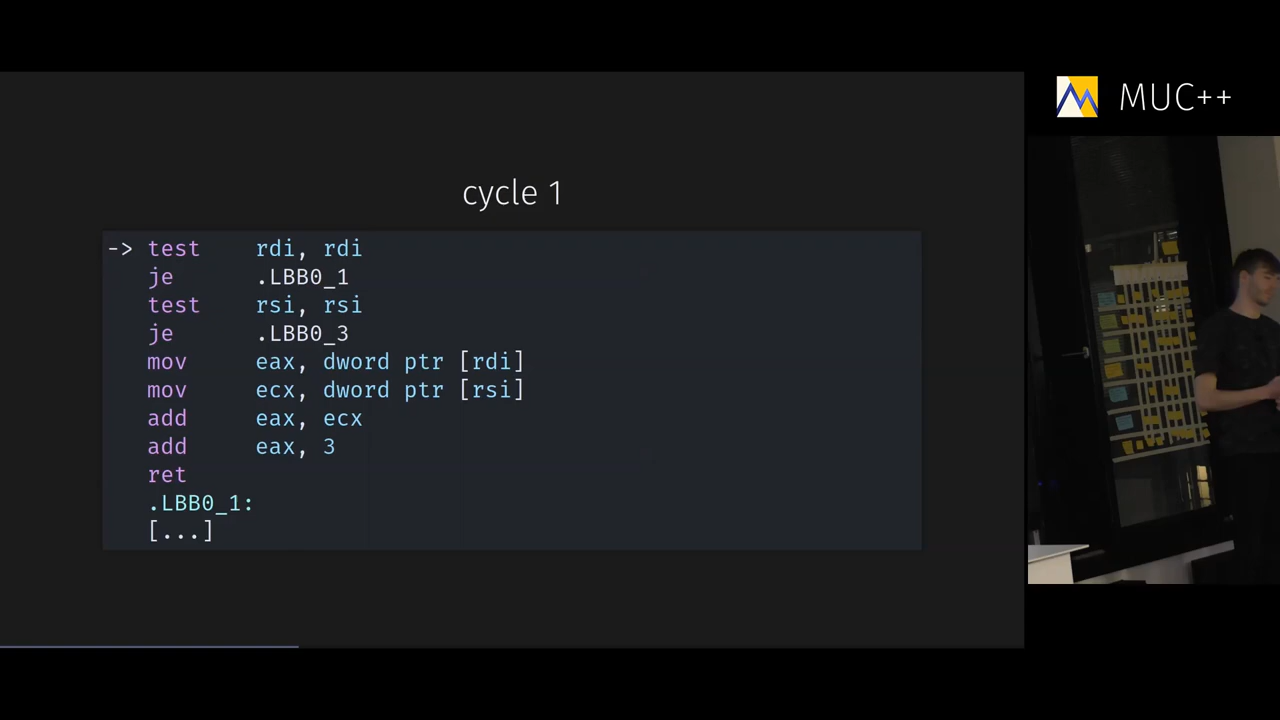 MUC++
cycle 1
-> test rdi, rdi
je .LBB0_1
test rsi, rsi
je .LBB0_3
mov eax, dword ptr [rdi]
mov ecx, dword ptr [rsi]
add eax, ecx
add eax, 3
ret
.LBB0_1:
[...]